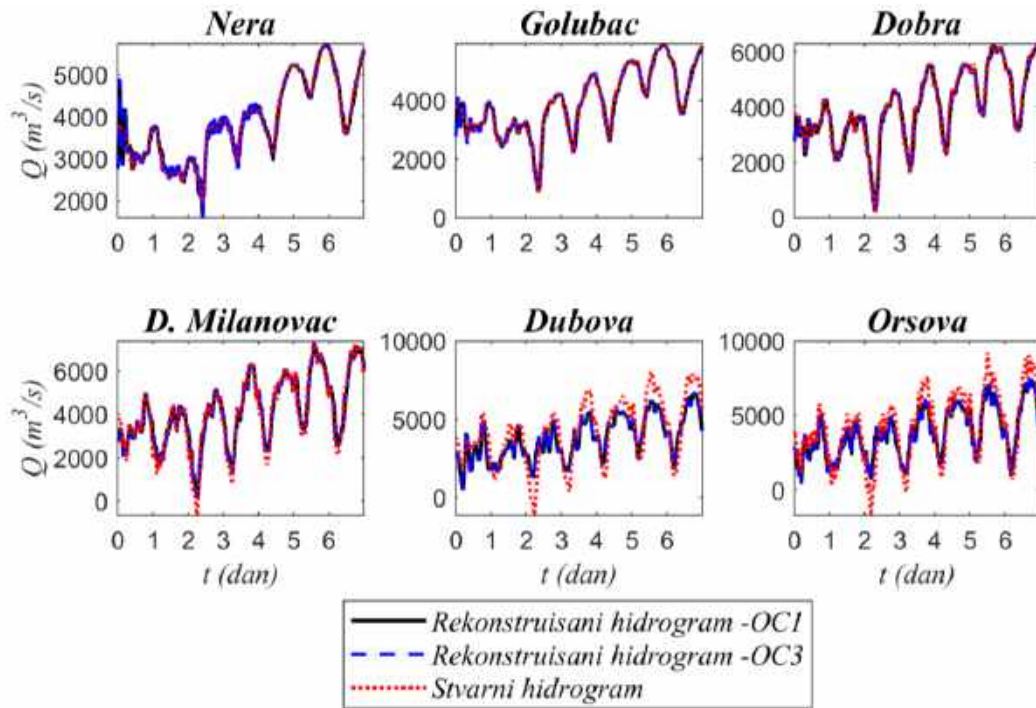 Nera Golubac Dobra
5000
4000
3000
2000
4000
2000
0
6000
4000
2000
0
Q (m³/s)
0 1 2 3 4 5 6
0 1 2 3 4 5 6
0 1 2 3 4 5 6
D. Milanovac Dubova Orsova
6000
4000
2000
0
10000
5000
0
10000
5000
0
Q (m³/s)
0 1 2 3 4 5 6
0 1 2 3 4 5 6
0 1 2 3 4 5 6
t (dan) t (dan) t (dan)
Rekonstruisani hidrogram -OC1
Rekonstruisani hidrogram -OC3
Stvarni hidrogram